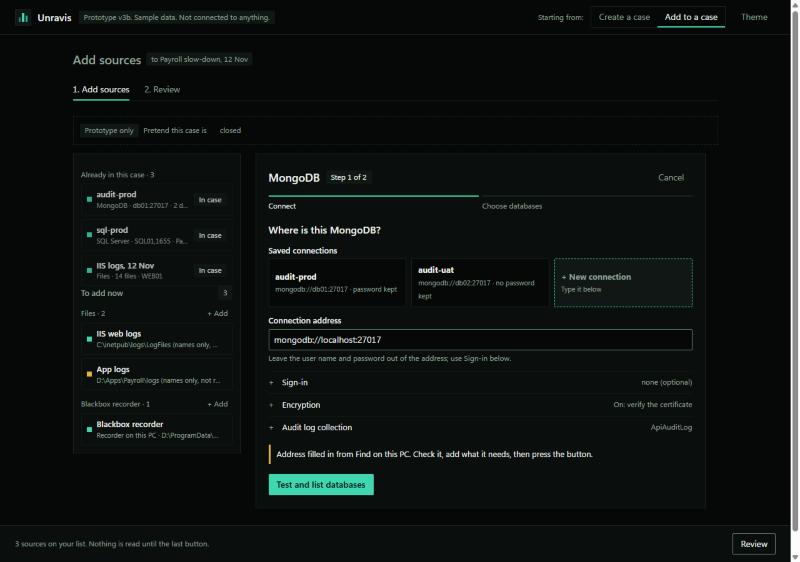 Unravis
Prototype v3b. Sample data. Not connected to anything.
Starting from:
Create a case
Add to a case
Theme
Add sources
to Payroll slow-down, 12 Nov
1. Add sources
2. Review
Prototype only
Pretend this case is
closed
Already in this case · 3
audit-prod
MongoDB · db01:27017 · 2 d...
In case
sql-prod
SQL Server · SQL01,1655 · Pa...
In case
IIS logs, 12 Nov
Files · 14 files · WEB01
In case
To add now
3
Files · 2
+ Add
IIS web logs
C:\inetpub\logs\LogFiles (names only, ...
App logs
D:\Apps\Payroll\logs (names only, not r...
Blackbox recorder · 1
+ Add
Blackbox recorder
Recorder on this PC · D:\ProgramData\...
MongoDB
Step 1 of 2
Cancel
Connect
Choose databases
Where is this MongoDB?
Saved connections
audit-prod
mongodb://db01:27017 · password kept
audit-uat
mongodb://db02:27017 · no password
kept
+ New connection
Type it below
Connection address
mongodb://localhost:27017
Leave the user name and password out of the address; use Sign-in below.
+ Sign-in
none (optional)
+ Encryption
On: verify the certificate
+ Audit log collection
ApiAuditLog
Address filled in from Find on this PC. Check it, add what it needs, then press the button.
Test and list databases
3 sources on your list. Nothing is read until the last button.
Review